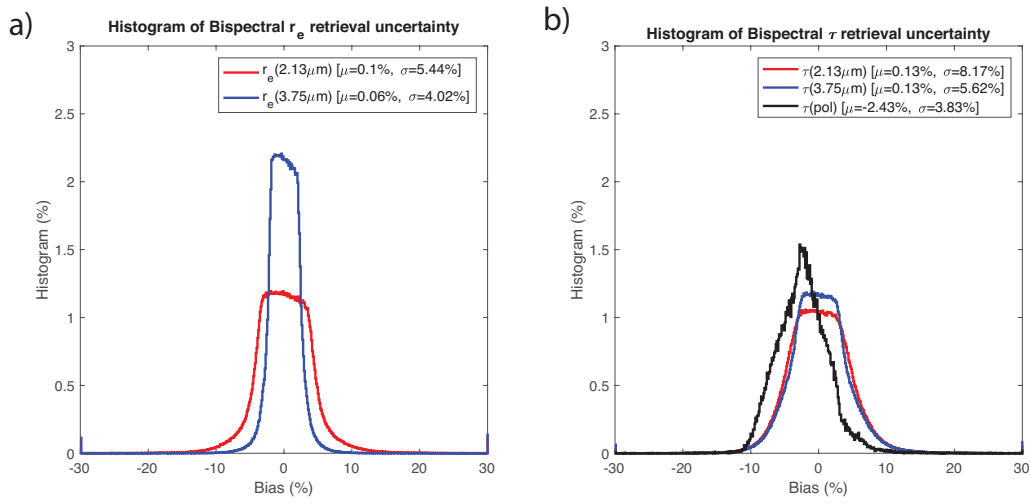 a)
Histogram of Bispectral r_e retrieval uncertainty
r_e(2.13μm) [μ=0.1%, σ=5.44%]
r_e(3.75μm) [μ=0.06%, σ=4.02%]
Histogram (%)
3
2.5
2
1.5
1
0.5
0
-30
-20
-10
0
10
20
30
Bias (%)
b)
Histogram of Bispectral τ retrieval uncertainty
τ(2.13μm) [μ=0.13%, σ=8.17%]
τ(3.75μm) [μ=0.13%, σ=5.62%]
τ(pol) [μ=-2.43%, σ=3.83%]
Histogram (%)
3
2.5
2
1.5
1
0.5
0
-30
-20
-10
0
10
20
30
Bias (%)